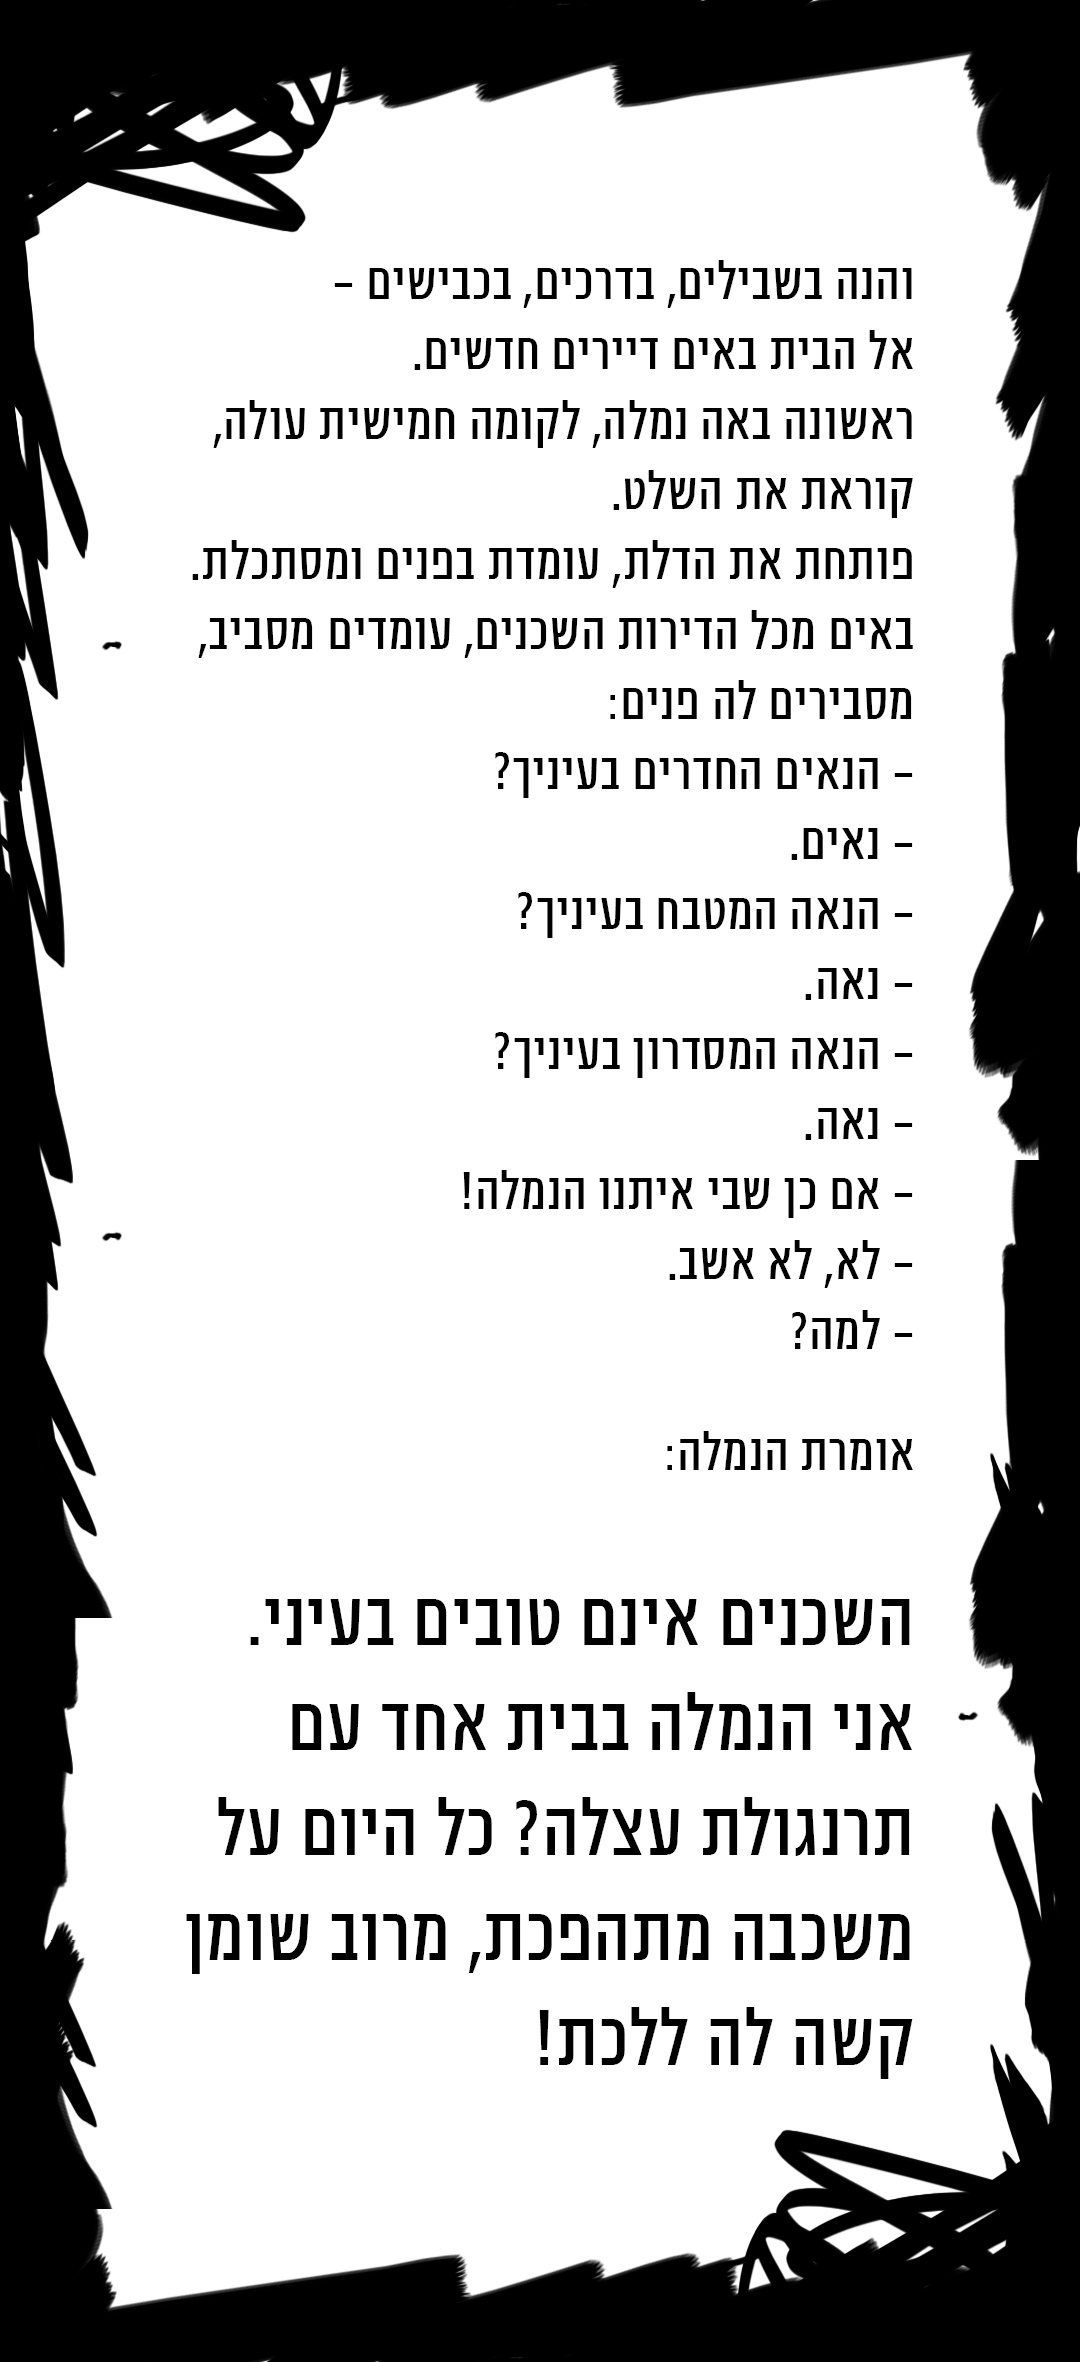 והנה בשבילים, בדרכים, בכבישים –
אל הבית באים דיירים חדשים.
ראשונה באה נמלה, לקומה חמישית עולה,
קוראת את השלט.
פותחת את הדלת, עומדת בפנים ומסתכלת.
באים מכל הדירות השכנים, עומדים מסביב,
מסבירים לה פנים:
– הנאים החדרים בעיניך?
– נאים.
– הנאה המטבח בעיניך?
– נאה.
– הנאה המסדרון בעיניך?
– נאה.
– אם כן שבי איתנו הנמלה!
– לא, לא אשב.
– למה?
אומרת הנמלה:
השכנים אינם טובים בעיני.
אני הנמלה בבית אחד עם
תרנגולת עצלה? כל היום על
משכבה מתהפכת, מרוב שומן
קשה לה ללכת!